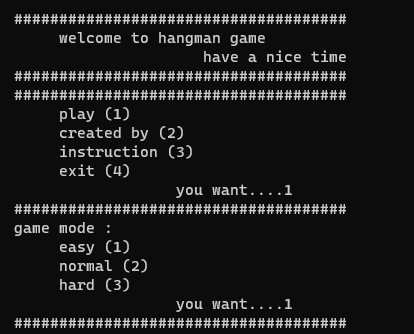 #####################################
welcome to hangman game
have a nice time
#####################################
#####################################
play (1)
created by (2)
instruction (3)
exit (4)
you want....1
#####################################
game mode :
easy (1)
normal (2)
hard (3)
you want....1
#####################################